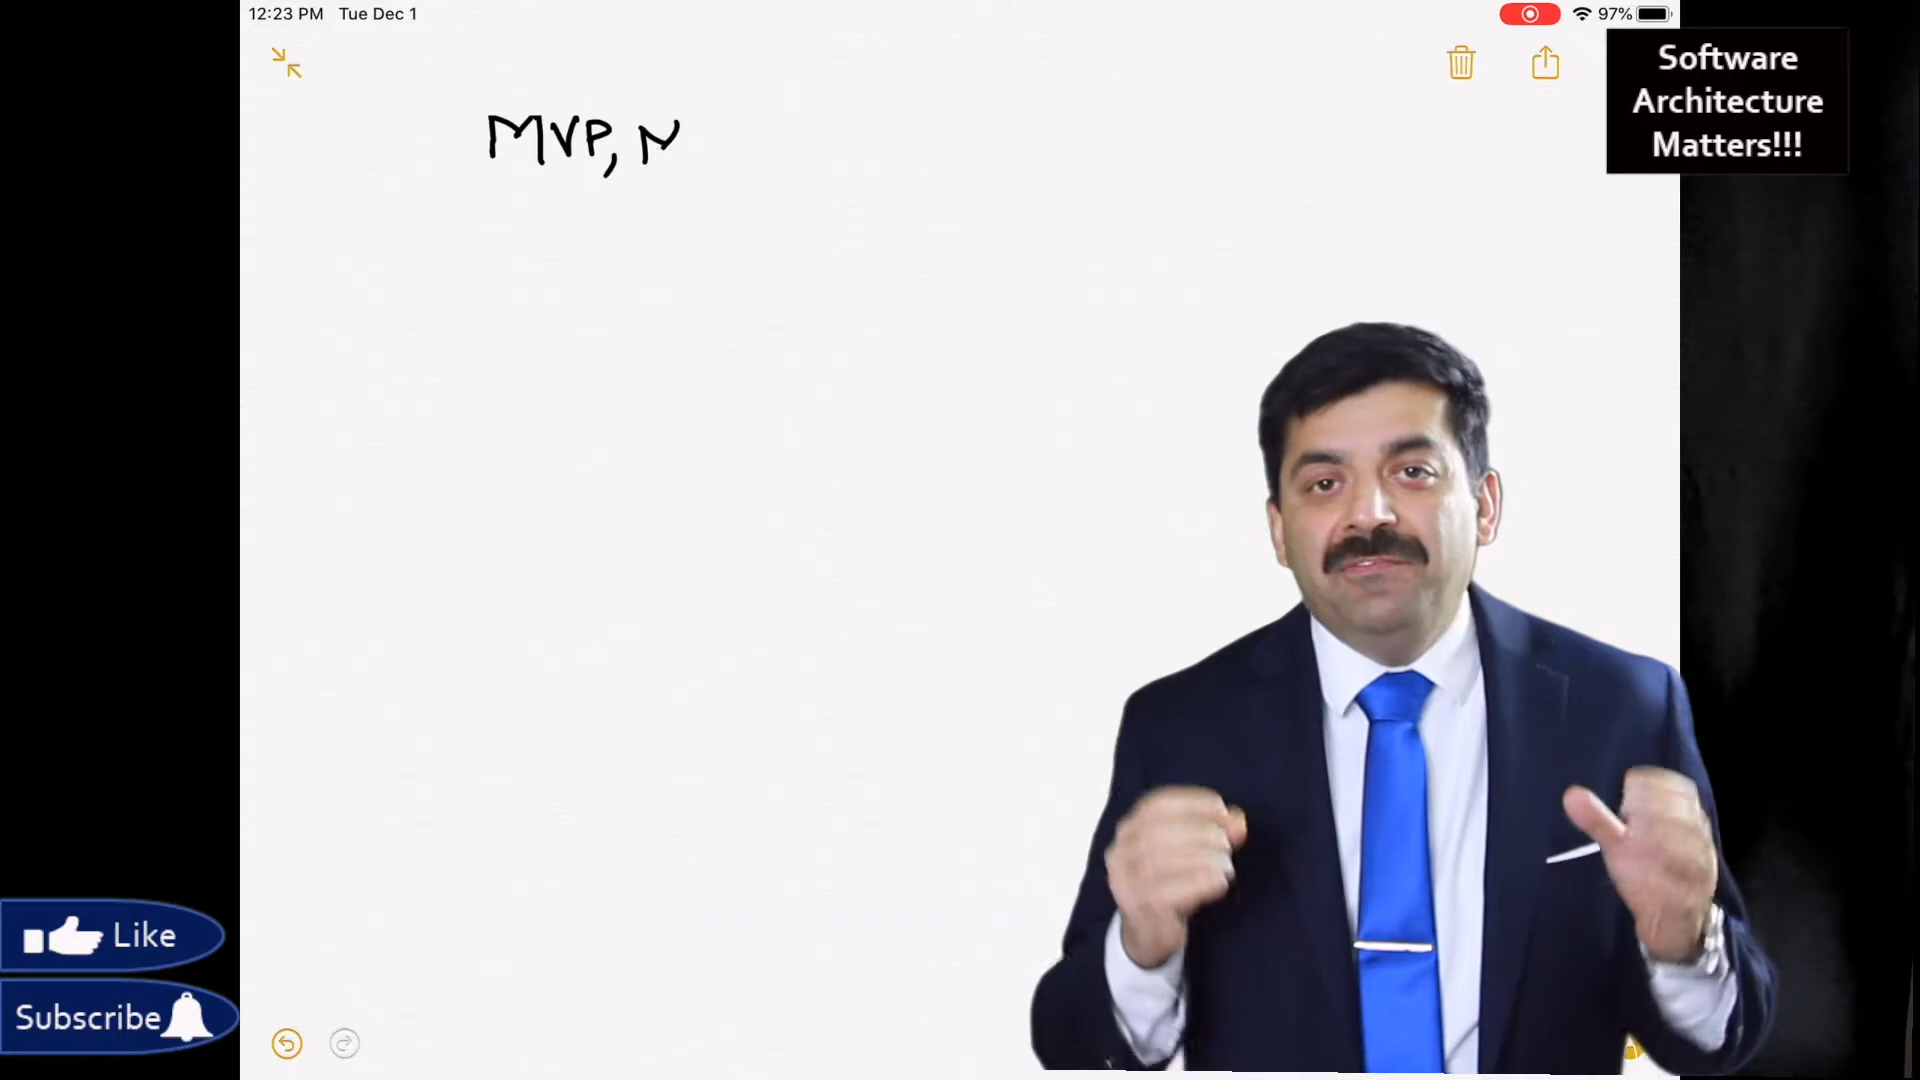 12:23 PM Tue Dec 1
97%
Software
Architecture
Matters!!!
MVP, N
Like
Subscribe